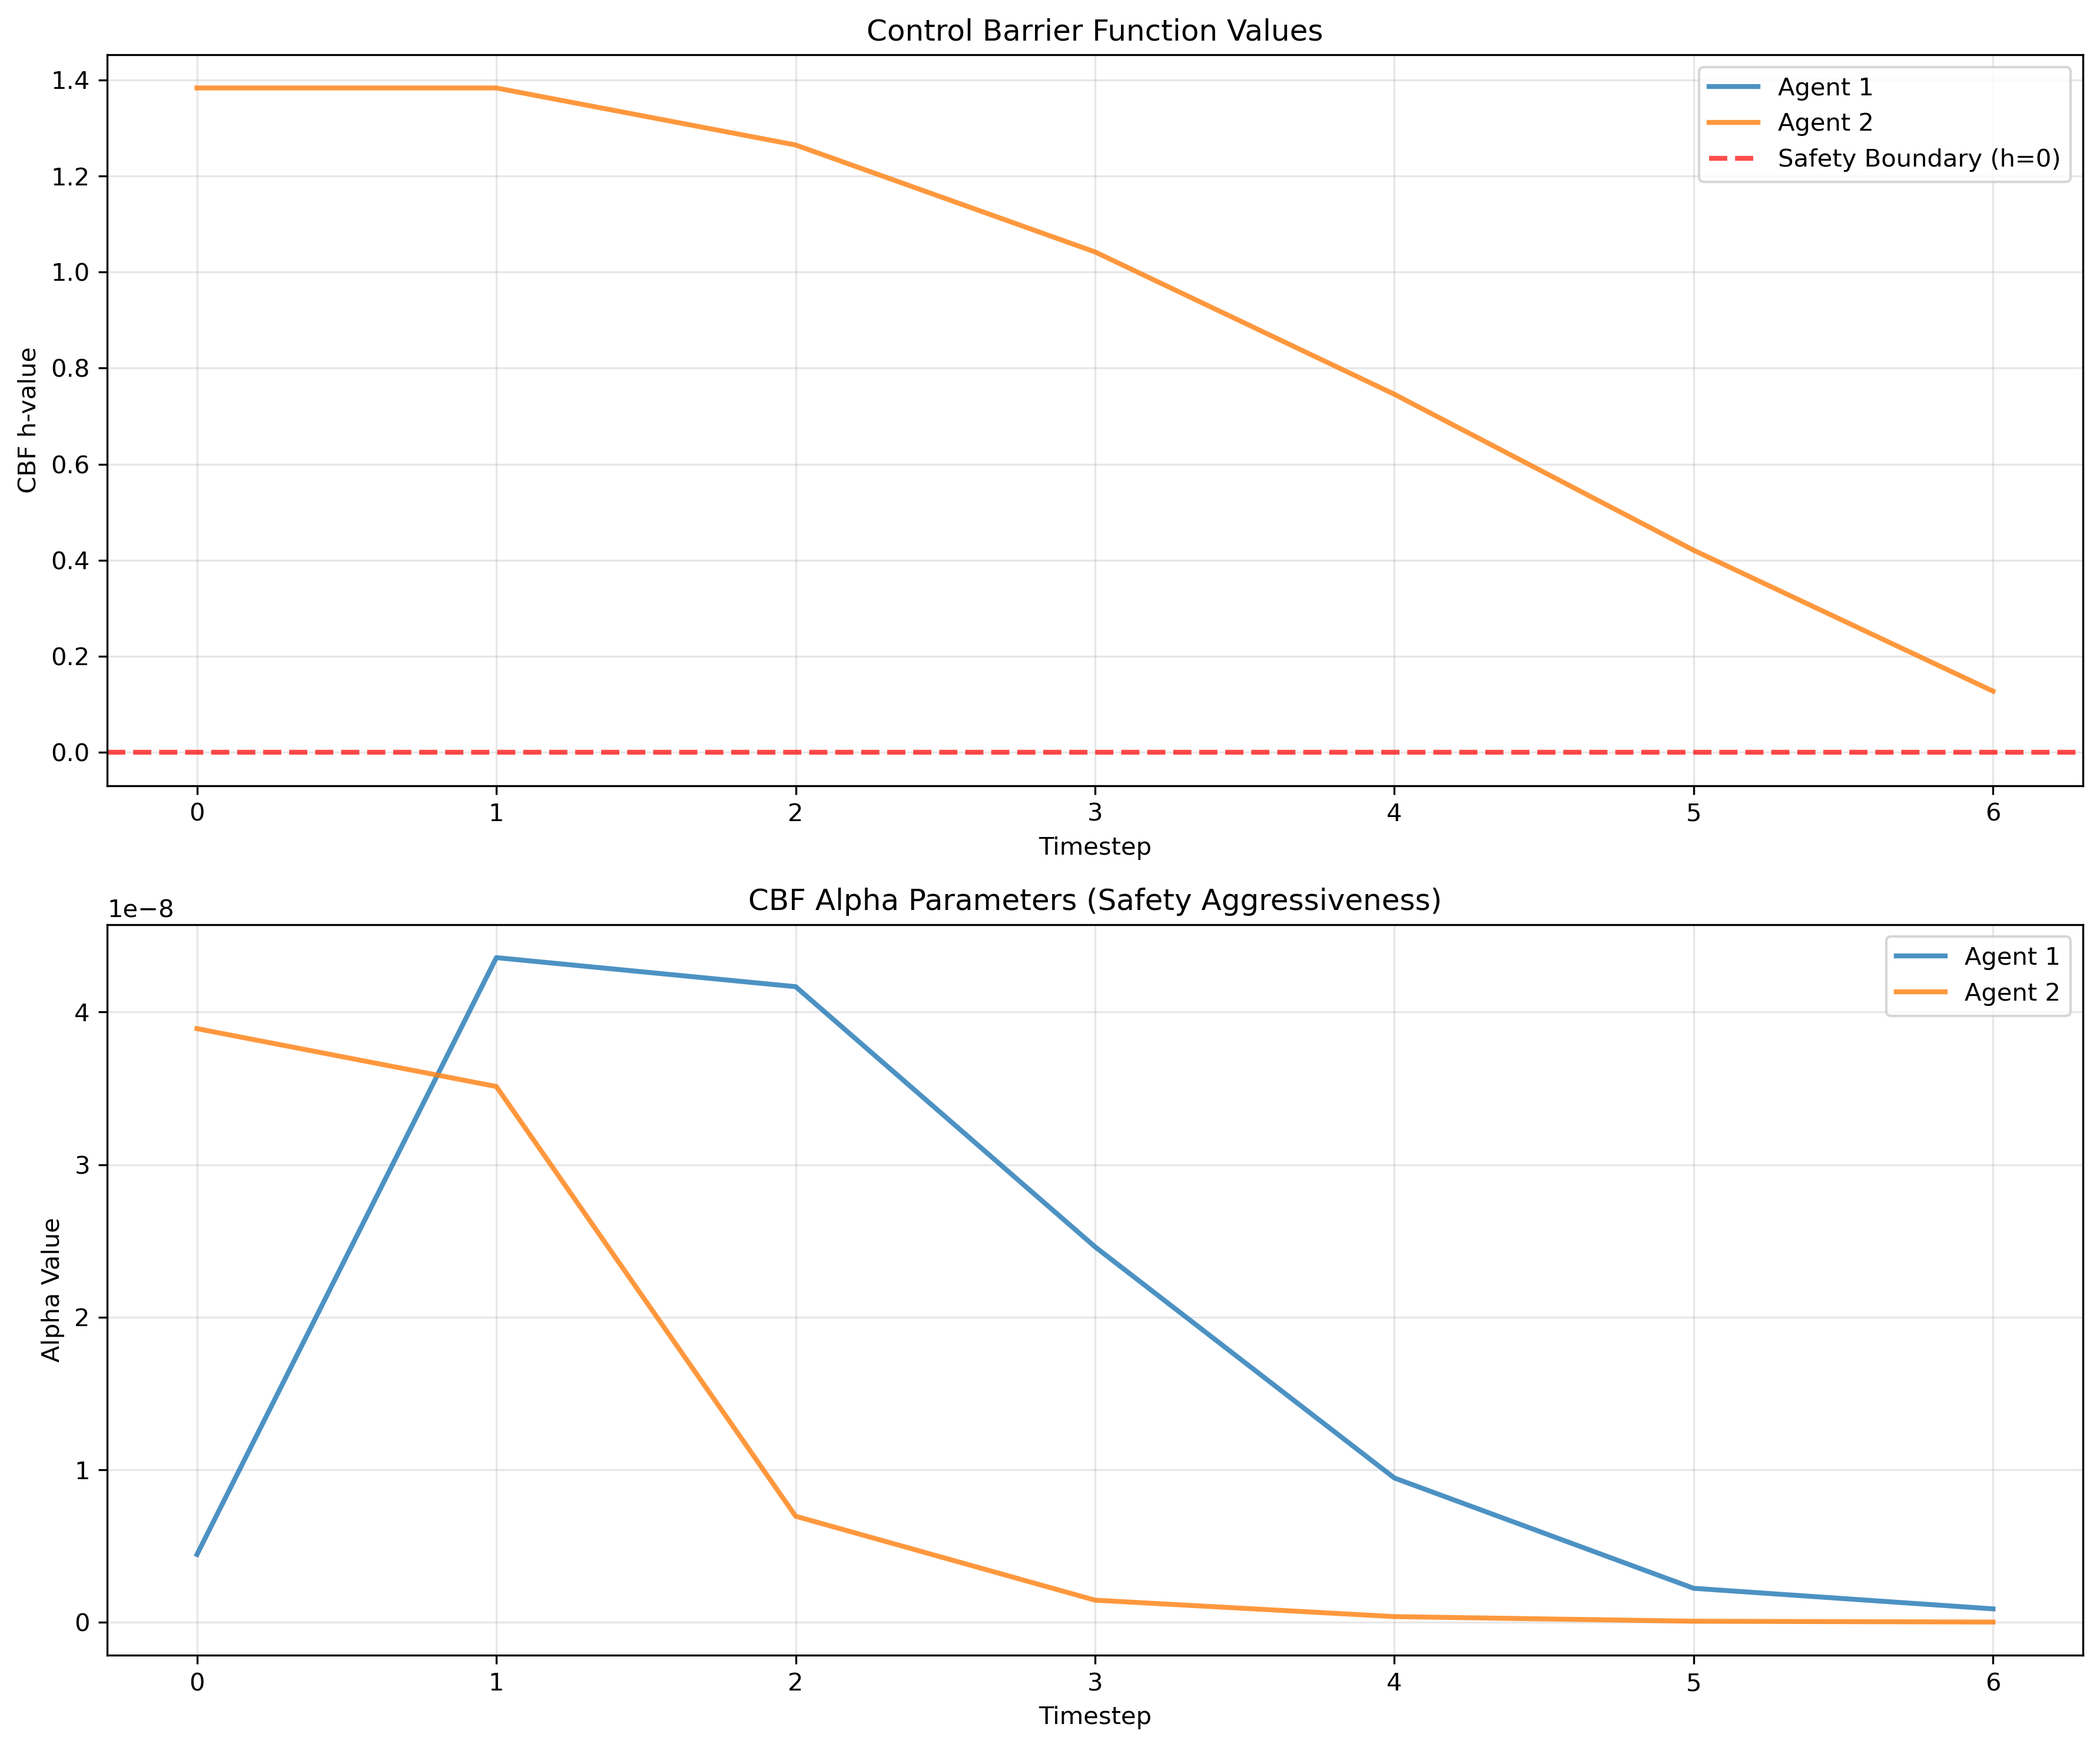 Control Barrier Function Values
1.4
1.2
1.0
0.8
0.6
0.4
0.2
0.0
CBF h-value
Agent 1
Agent 2
Safety Boundary (h=0)
0 1 2 3 4 5 6
Timestep
CBF Alpha Parameters (Safety Aggressiveness)
1e−8
4
3
2
1
0
Alpha Value
Agent 1
Agent 2
0 1 2 3 4 5 6
Timestep